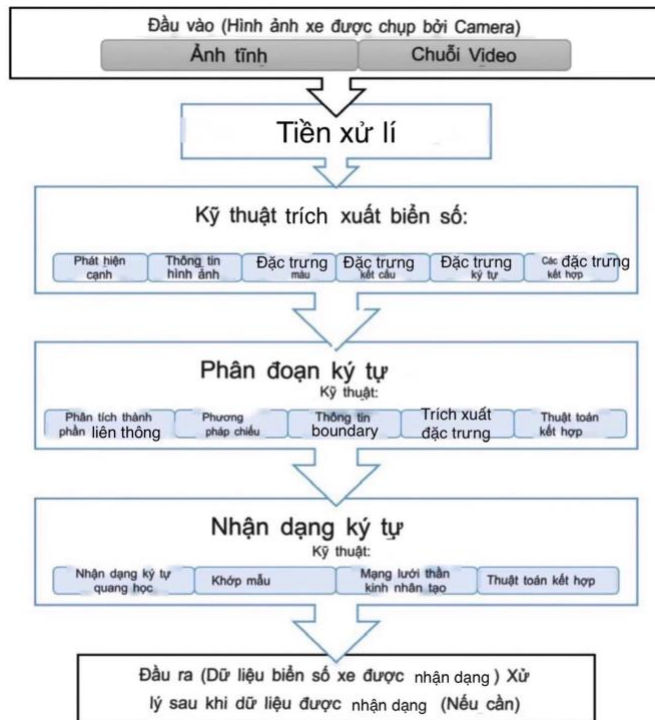 Đầu vào (Hình ảnh xe được chụp bởi Camera)
Ảnh tĩnh
Chuỗi Video
Tiền xử lí
Kỹ thuật trích xuất biển số:
Phát hiện
cạnh
Thông tin
hình ảnh
Đặc trưng
màu
Đặc trưng
kết cấu
Đặc trưng
ký tự
Các đặc trưng
kết hợp
Phân đoạn ký tự
Kỹ thuật:
Phân tích thành
phần liên thông
Phương
pháp chiếu
Thông tin
boundary
Trích xuất
đặc trưng
Thuật toán
kết hợp
Nhận dạng ký tự
Kỹ thuật:
Nhận dạng ký tự
quang học
Khớp mẫu
Mạng lưới thần
kinh nhân tạo
Thuật toán kết hợp
Đầu ra (Dữ liệu biển số xe được nhận dạng ) Xử
lý sau khi dữ liệu được nhận dạng (Nếu cần)